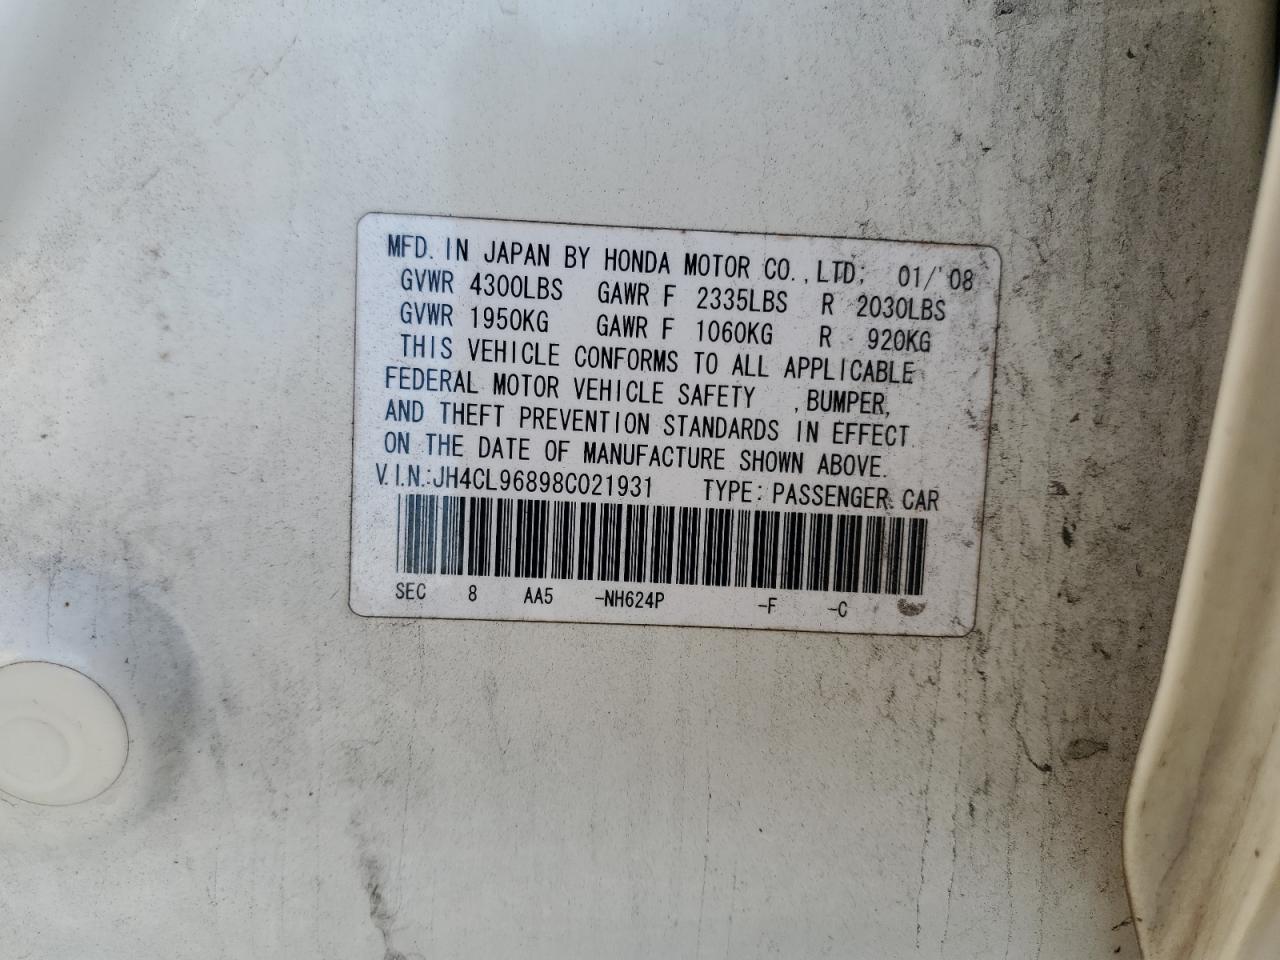 MFD. IN JAPAN BY HONDA MOTOR CO., LTD; 01/'08
GVWR 4300LBS GAWR F 2335LBS R 2030LBS
GVWR 1950KG GAWR F 1060KG R 920KG
THIS VEHICLE CONFORMS TO ALL APPLICABLE
FEDERAL MOTOR VEHICLE SAFETY , BUMPER,
AND THEFT PREVENTION STANDARDS IN EFFECT
ON THE DATE OF MANUFACTURE SHOWN ABOVE.
V.I.N.:JH4CL96898C021931 TYPE: PASSENGER CAR
SEC 8 AA5 -NH624P -F -C